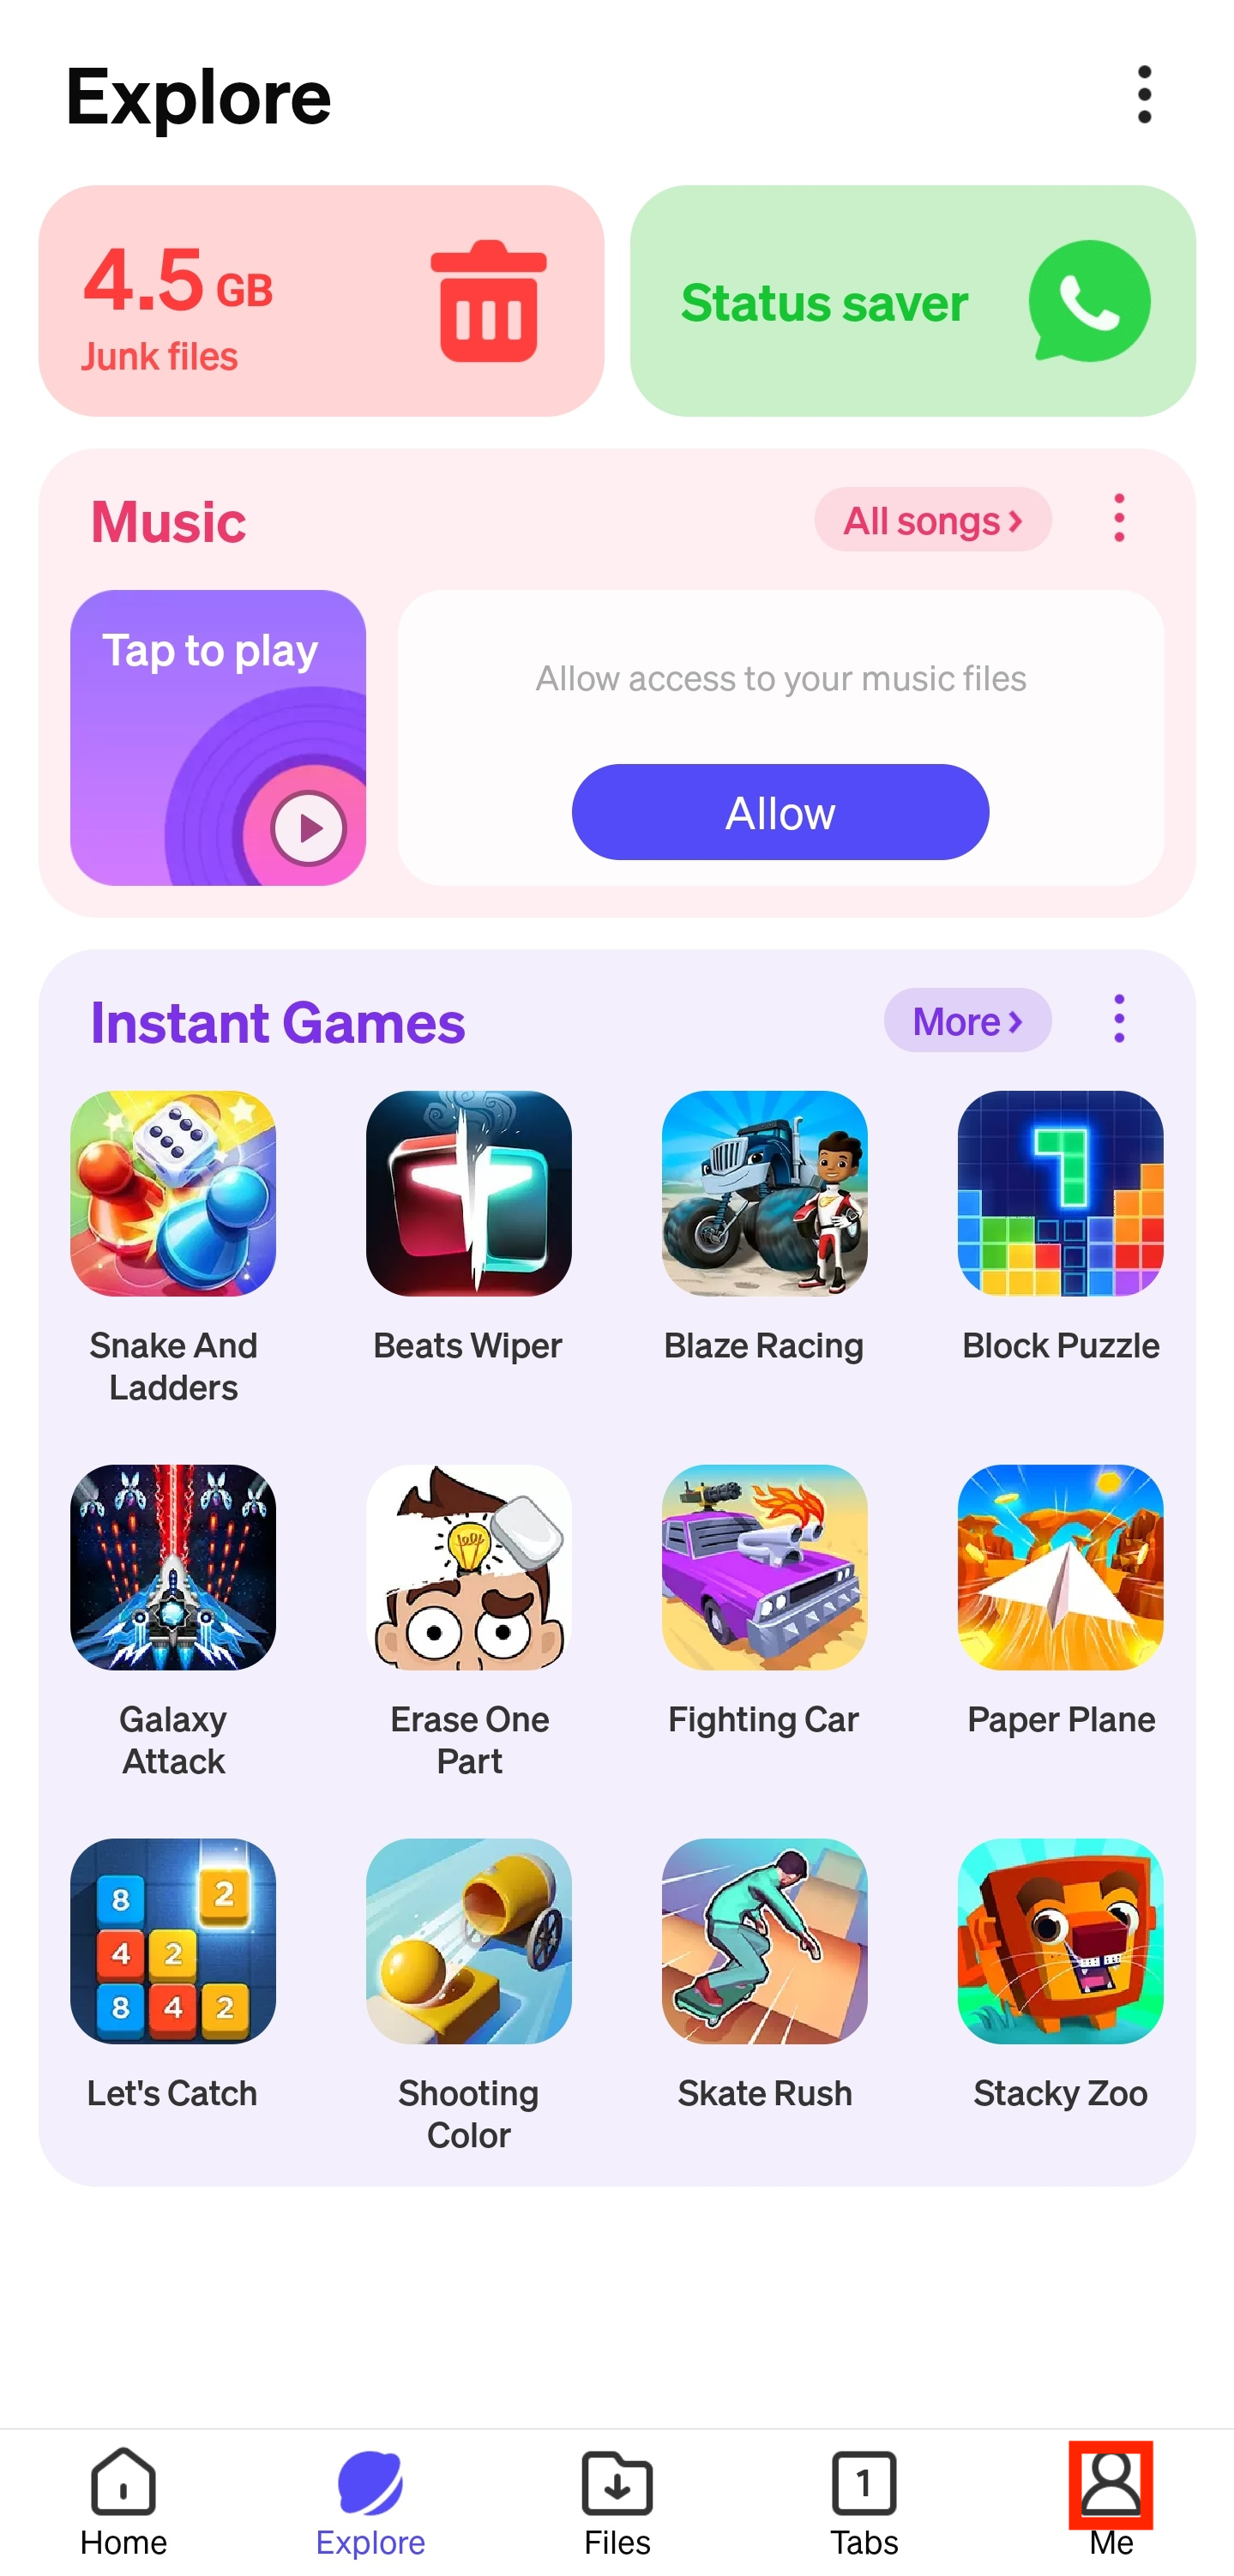 Explore
4.5 GB
Junk files
Status saver
Music
All songs ›
Tap to play
Allow access to your music files
Allow
Instant Games
More ›
Snake And
Ladders
Beats Wiper
Blaze Racing
Block Puzzle
Galaxy
Attack
Erase One
Part
Fighting Car
Paper Plane
8
2
4 2
8 4 2
Let's Catch
Shooting
Color
Skate Rush
Stacky Zoo
1
Home
Explore
Files
Tabs
Me